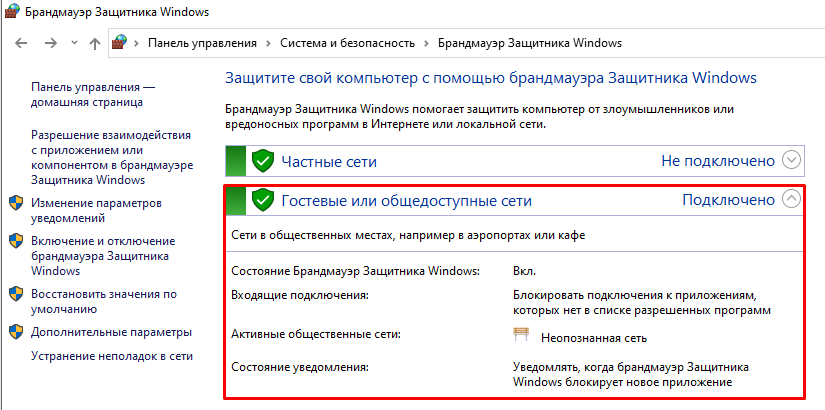 Брандмауэр Защитника Windows
Панель управления
Система и безопасность
Брандмауэр Защитника Windows
Панель управления —
домашняя страница
Разрешение взаимодействия
с приложением или
компонентом в брандмауэре
Защитника Windows
Изменение параметров
уведомлений
Включение и отключение
брандмауэра Защитника
Windows
Восстановить значения по
умолчанию
Дополнительные параметры
Устранение неполадок в сети
Защитите свой компьютер с помощью брандмауэра Защитника Windows
Брандмауэр Защитника Windows помогает защитить компьютер от злоумышленников или
вредоносных программ в Интернете или локальной сети.
Частные сети Не подключено
Гостевые или общедоступные сети Подключено
Сети в общественных местах, например в аэропортах или кафе
Состояние Брандмауэр Защитника Windows: Вкл.
Входящие подключения: Блокировать подключения к приложениям,
которых нет в списке разрешенных программ
Активные общественные сети: Неопознанная сеть
Состояние уведомления: Уведомлять, когда брандмауэр Защитника
Windows блокирует новое приложение